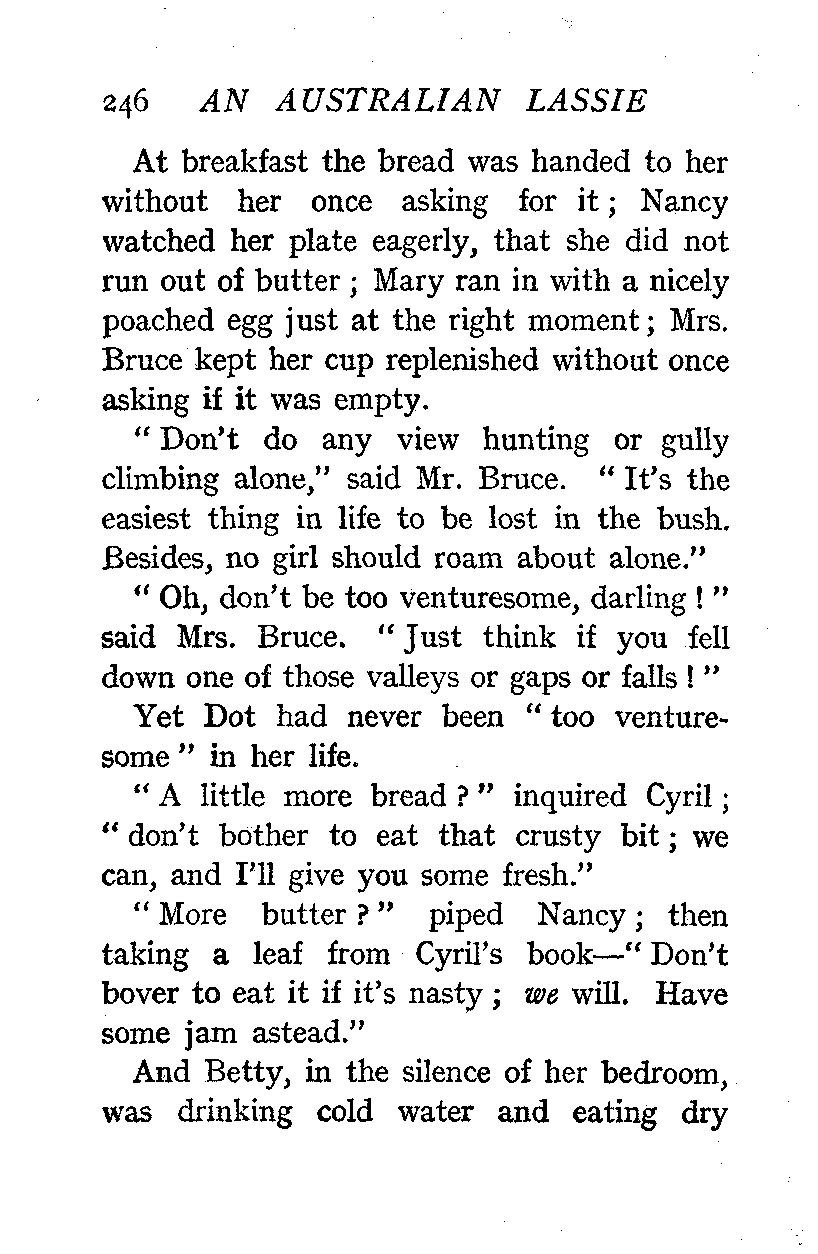 246 AN AUSTRALIAN LASSIE
At breakfast the bread was handed to her
without her once asking for it ; Nancy
watched her plate eagerly, that she did not
run out of butter ; Mary ran in with a nicely
poached egg just at the right moment ; Mrs.
Bruce kept her cup replenished without once
asking if it was empty.
“ Don’t do any view hunting or gully
climbing alone,” said Mr. Bruce. “ It’s the
easiest thing in life to be lost in the bush.
Besides, no girl should roam about alone.”
“ Oh, don’t be too venturesome, darling ! ”
said Mrs. Bruce. “ Just think if you fell
down one of those valleys or gaps or falls ! ”
Yet Dot had never been “ too venture-
some ” in her life.
“ A little more bread ? ” inquired Cyril ;
“ don’t bother to eat that crusty bit ; we
can, and I’ll give you some fresh.”
“ More butter ? ” piped Nancy ; then
taking a leaf from Cyril’s book—“ Don’t
bover to eat it if it’s nasty ; we will. Have
some jam astead.”
And Betty, in the silence of her bedroom,
was drinking cold water and eating dry